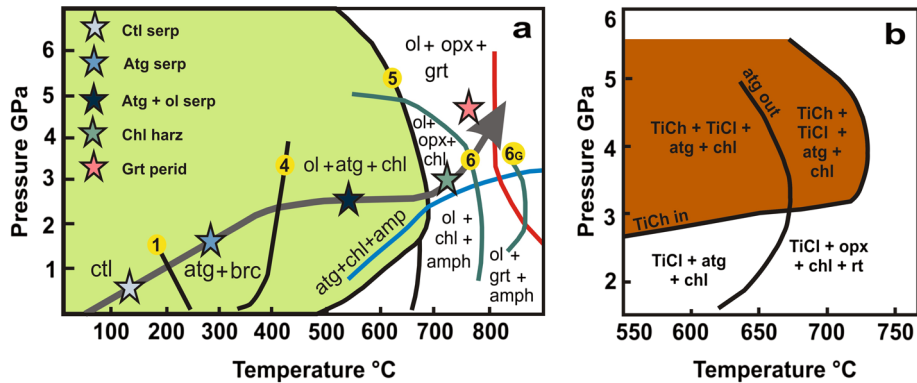 a
Ctl serp
Atg serp
Atg + ol serp
Chl harz
Grt perid
ol + opx +
grt
5
ol+
opx+
chl
6
6G
4
ol+atg + chl
1
ctl
atg+brc
atg+chl+amp
ol +
chl +
amph
ol +
grt +
amph
6
5
4
3
2
1
Pressure GPa
100
200
300
400
500
600
700
800
Temperature °C
b
atg out
TiCh + TiCl +
atg + chl
TiCh +
TiCl +
atg +
chl
TiCh in
TiCl + atg
+ chl
TiCl + opx
+ chl + rt
5
4
3
2
Pressure GPa
550
600
650
700
750
Temperature °C